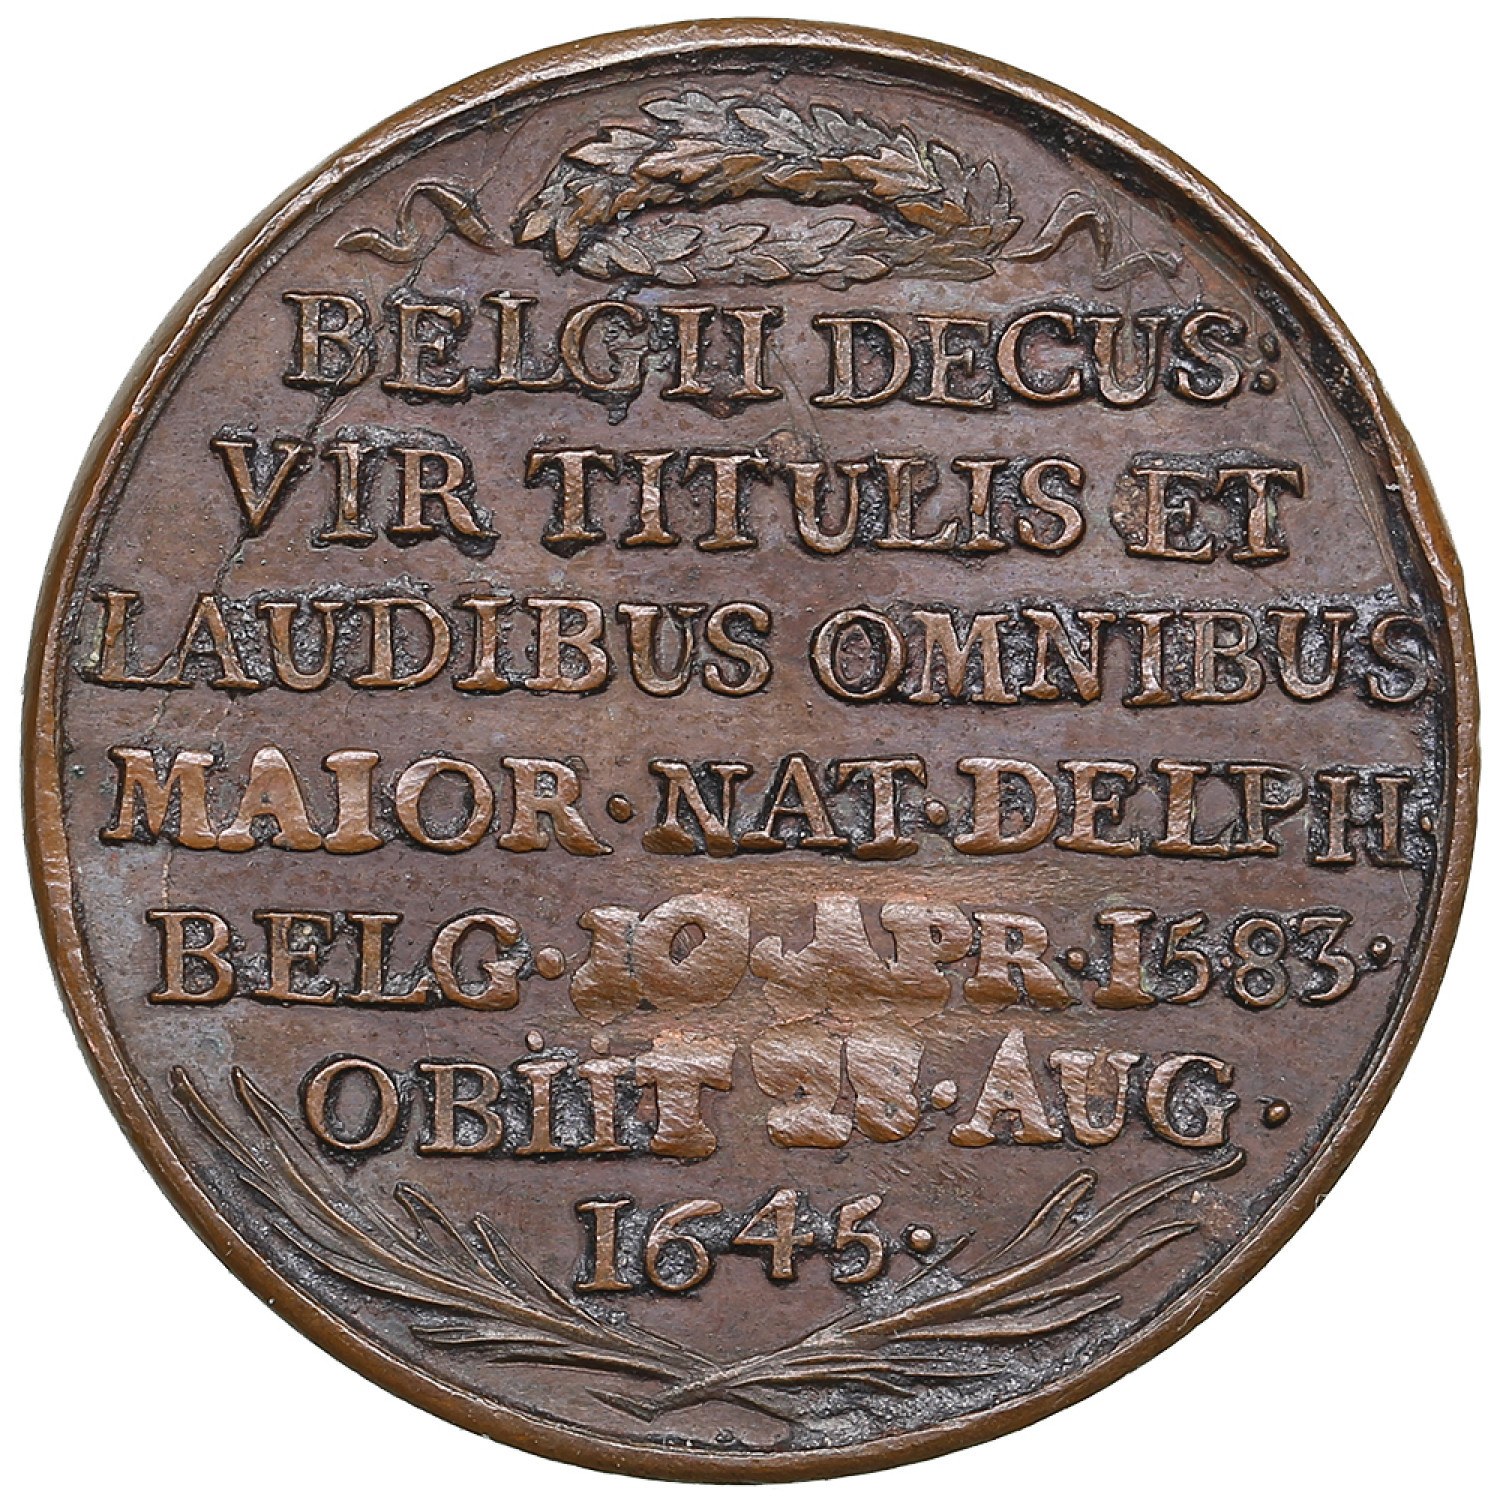 BELGII DECUS:
VIR TITULIS ET
LAUDIBUS OMNIBUS
MAIOR · NAT · DELPH ·
BELG · 10 · APR · 1583 ·
OBIIT 28 · AUG ·
1645 ·